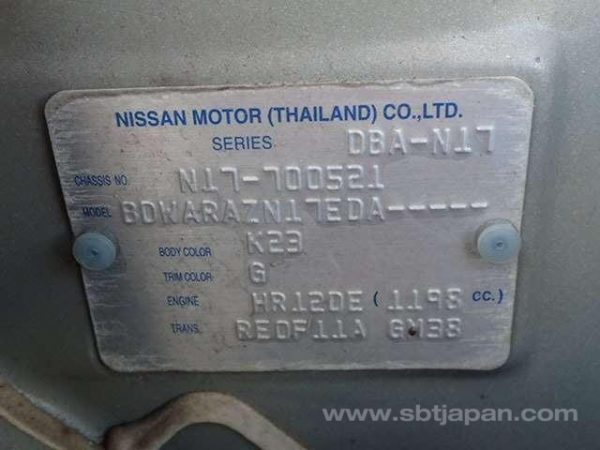 NISSAN MOTOR (THAILAND) CO.,LTD.
SERIES DBA-N17
CHASSIS NO. N17-700521
MODEL BDWARAZN17EDA-----
BODY COLOR K23
TRIM COLOR G
ENGINE HR12DE ( 1198 cc.)
TRANS. RE0F11A GM38
www.sbtjapan.com